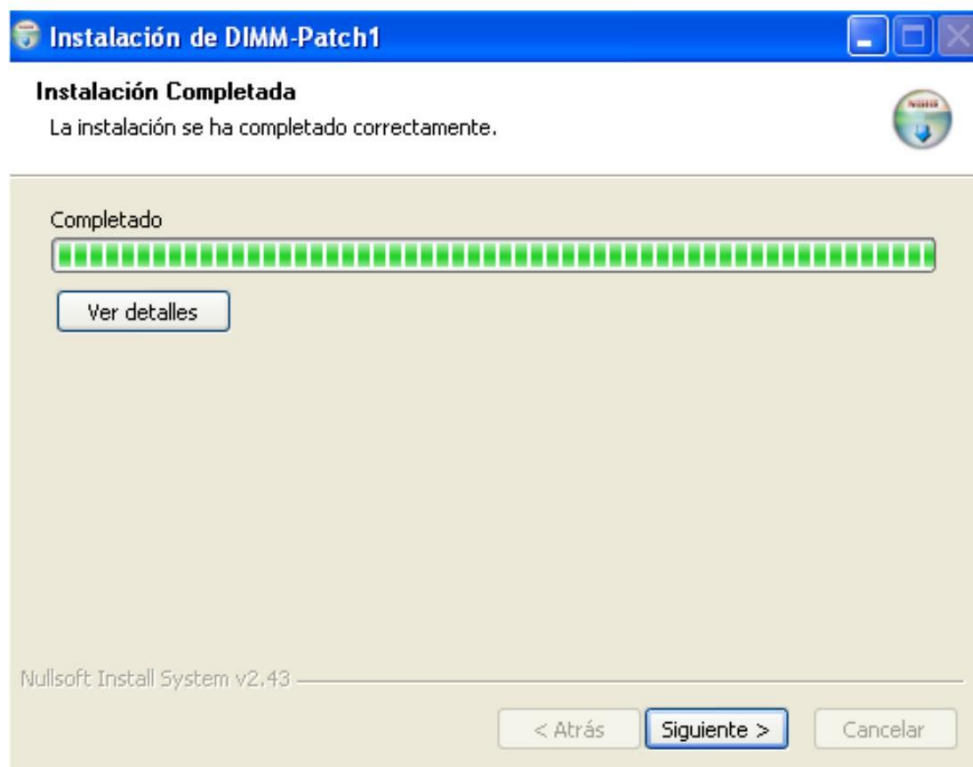 Instalación de DIMM-Patch1
Instalación Completada
La instalación se ha completado correctamente.
Completado
Ver detalles
Nullsoft Install System v2.43
< Atrás
Siguiente >
Cancelar